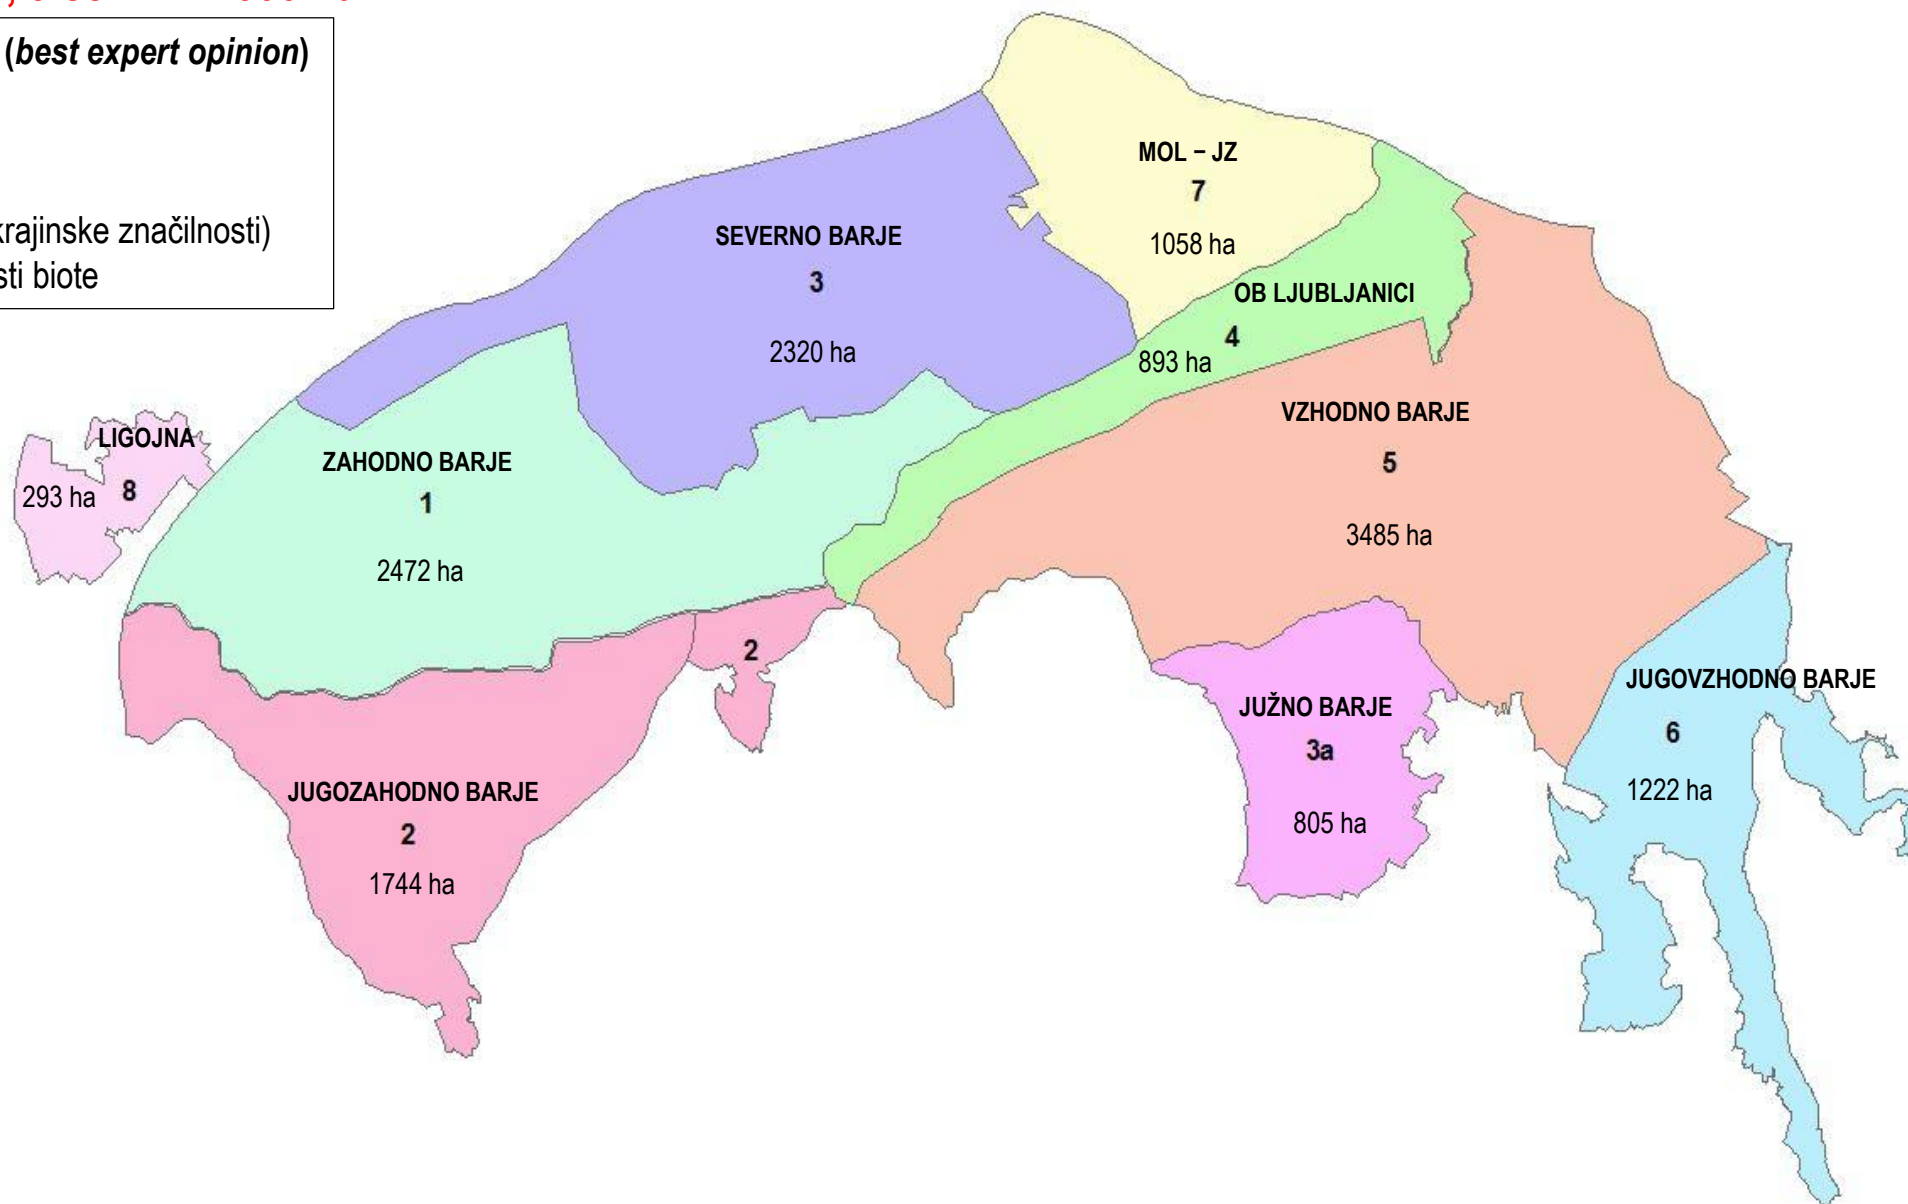 (best expert opinion)
krajinske značilnosti)
sti biote
MOL – JZ
7
1058 ha
SEVERNO BARJE
3
2320 ha
OB LJUBLJANICI
4
893 ha
VZHODNO BARJE
5
3485 ha
LIGOJNA
293 ha 8
ZAHODNO BARJE
1
2472 ha
2
JUGOZAHODNO BARJE
2
1744 ha
JUŽNO BARJE
3a
805 ha
JUGOVZHODNO BARJE
6
1222 ha